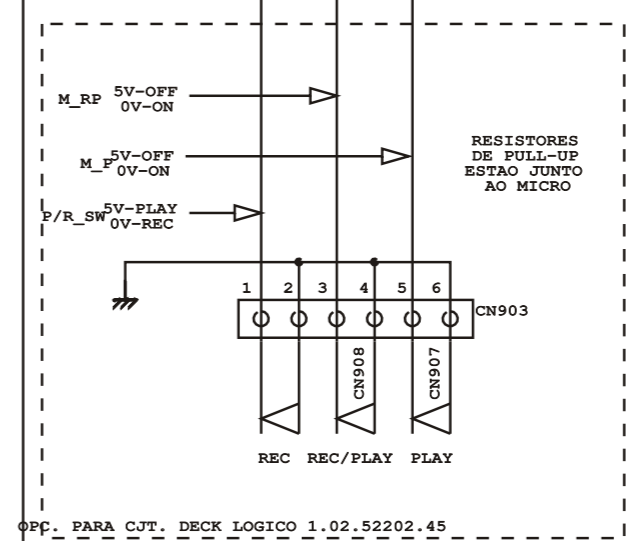 M_RP 5V-OFF
0V-ON
M_P 5V-OFF
0V-ON
P/R_SW 5V-PLAY
0V-REC
RESISTORES
DE PULL-UP
ESTAO JUNTO
AO MICRO
1 2 3 4 5 6
CN903
CN908
CN907
REC REC/PLAY PLAY
OPC. PARA CJT. DECK LOGICO 1.02.52202.45